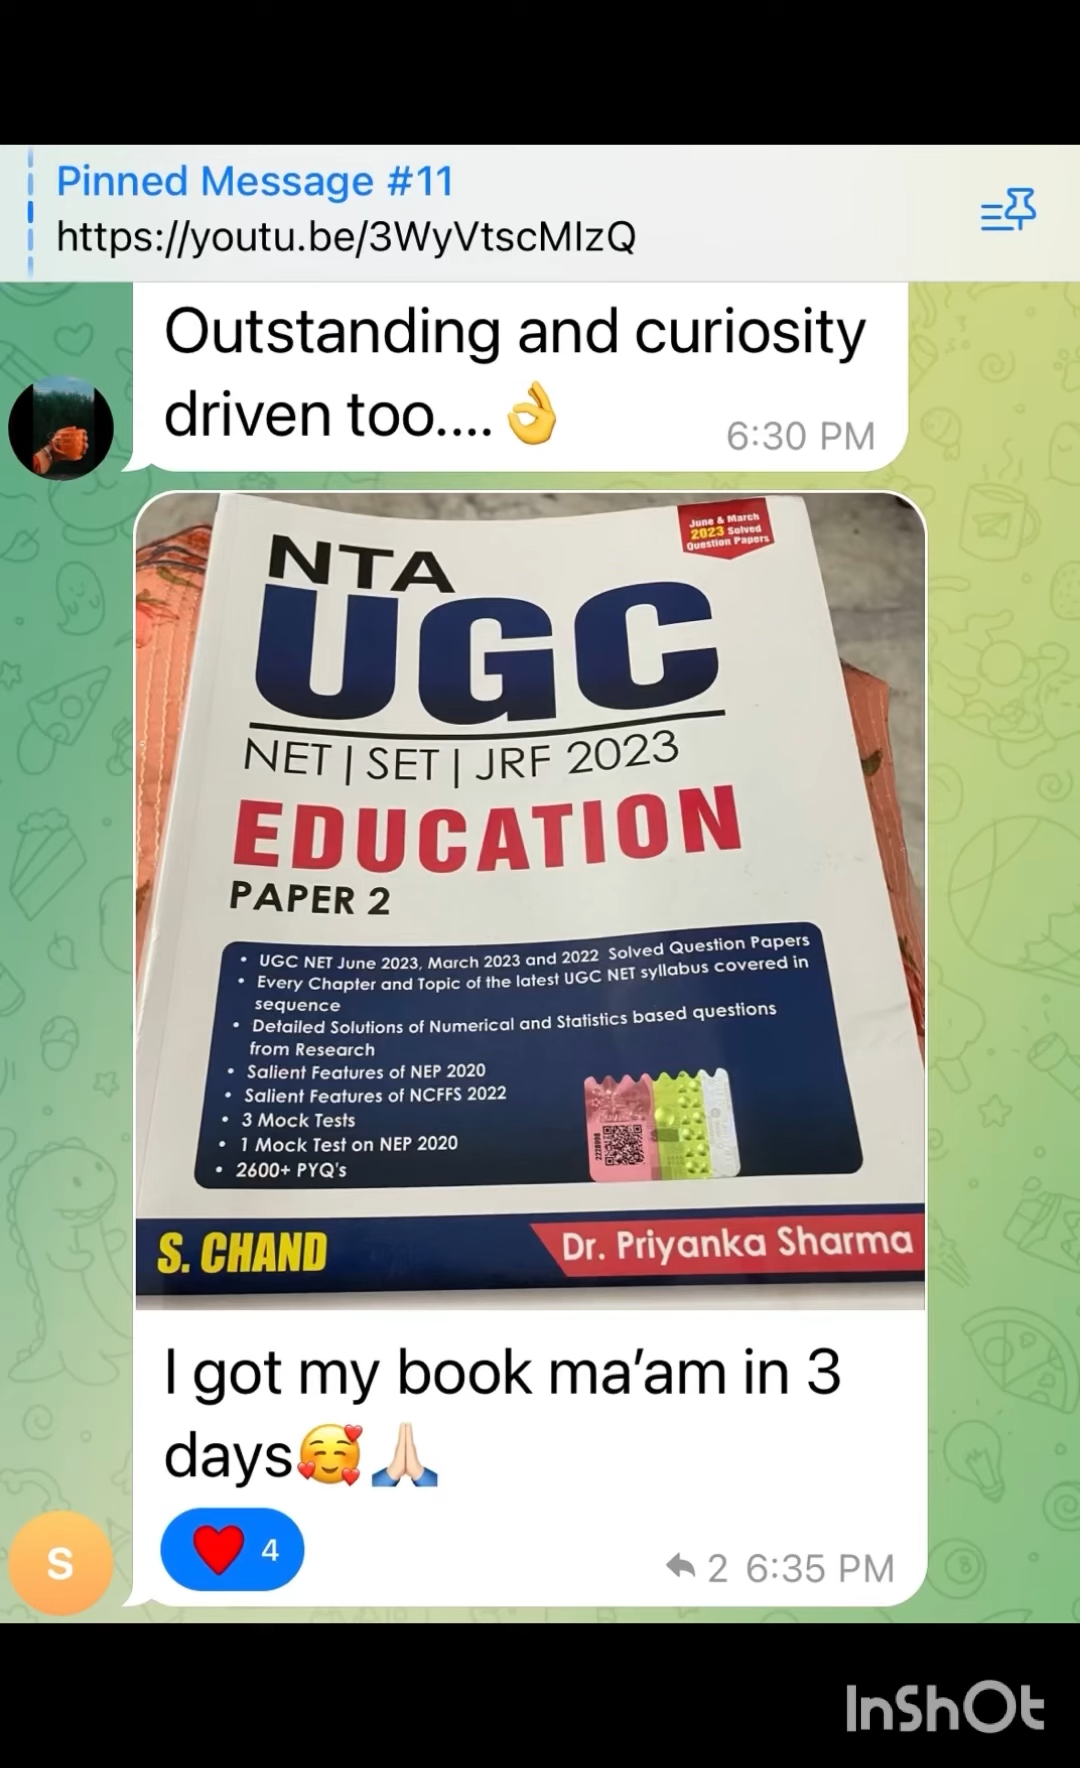 Pinned Message #11
https://youtu.be/3WyVtscMIzQ
Outstanding and curiosity
driven too....👌
6:30 PM
June & March
2023 Solved
Question Papers
NTA
UGC
NET | SET | JRF 2023
EDUCATION
PAPER 2
• UGC NET June 2023, March 2023 and 2022 Solved Question Papers
• Every Chapter and Topic of the latest UGC NET syllabus covered in
sequence
• Detailed Solutions of Numerical and Statistics based questions
from Research
• Salient Features of NEP 2020
• Salient Features of NCFFS 2022
• 3 Mock Tests
• 1 Mock Test on NEP 2020
• 2600+ PYQ's
S. CHAND
Dr. Priyanka Sharma
I got my book ma’am in 3
days🥰🙏🏻
❤️ 4
2 6:35 PM
S
InShOt